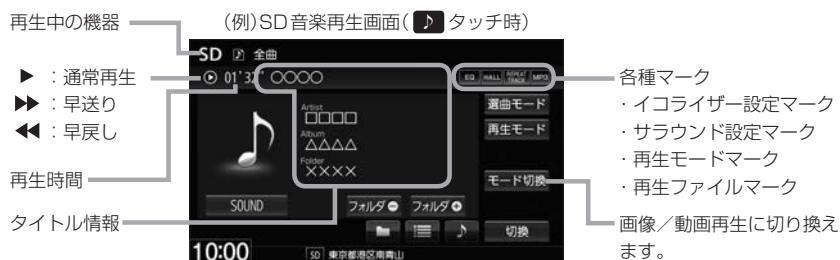 再生中の機器
(例)SD音楽再生画面(♪タッチ時)
SD ♪ 全曲
▶ 01'32" ○○○○
EQ HALL REPEAT TRACK MP3
▶ : 通常再生
▶▶ : 早送り
◀◀ : 早戻し
再生時間
タイトル情報
Artist
□□□□
Album
△△△△
Folder
××××
選曲モード
再生モード
モード切換
SOUND
フォルダ−
フォルダ+
♪
切換
10:00
SD 東京都港区南青山
各種マーク
・イコライザー設定マーク
・サラウンド設定マーク
・再生モードマーク
・再生ファイルマーク
画像/動画再生に切り換え
ます。